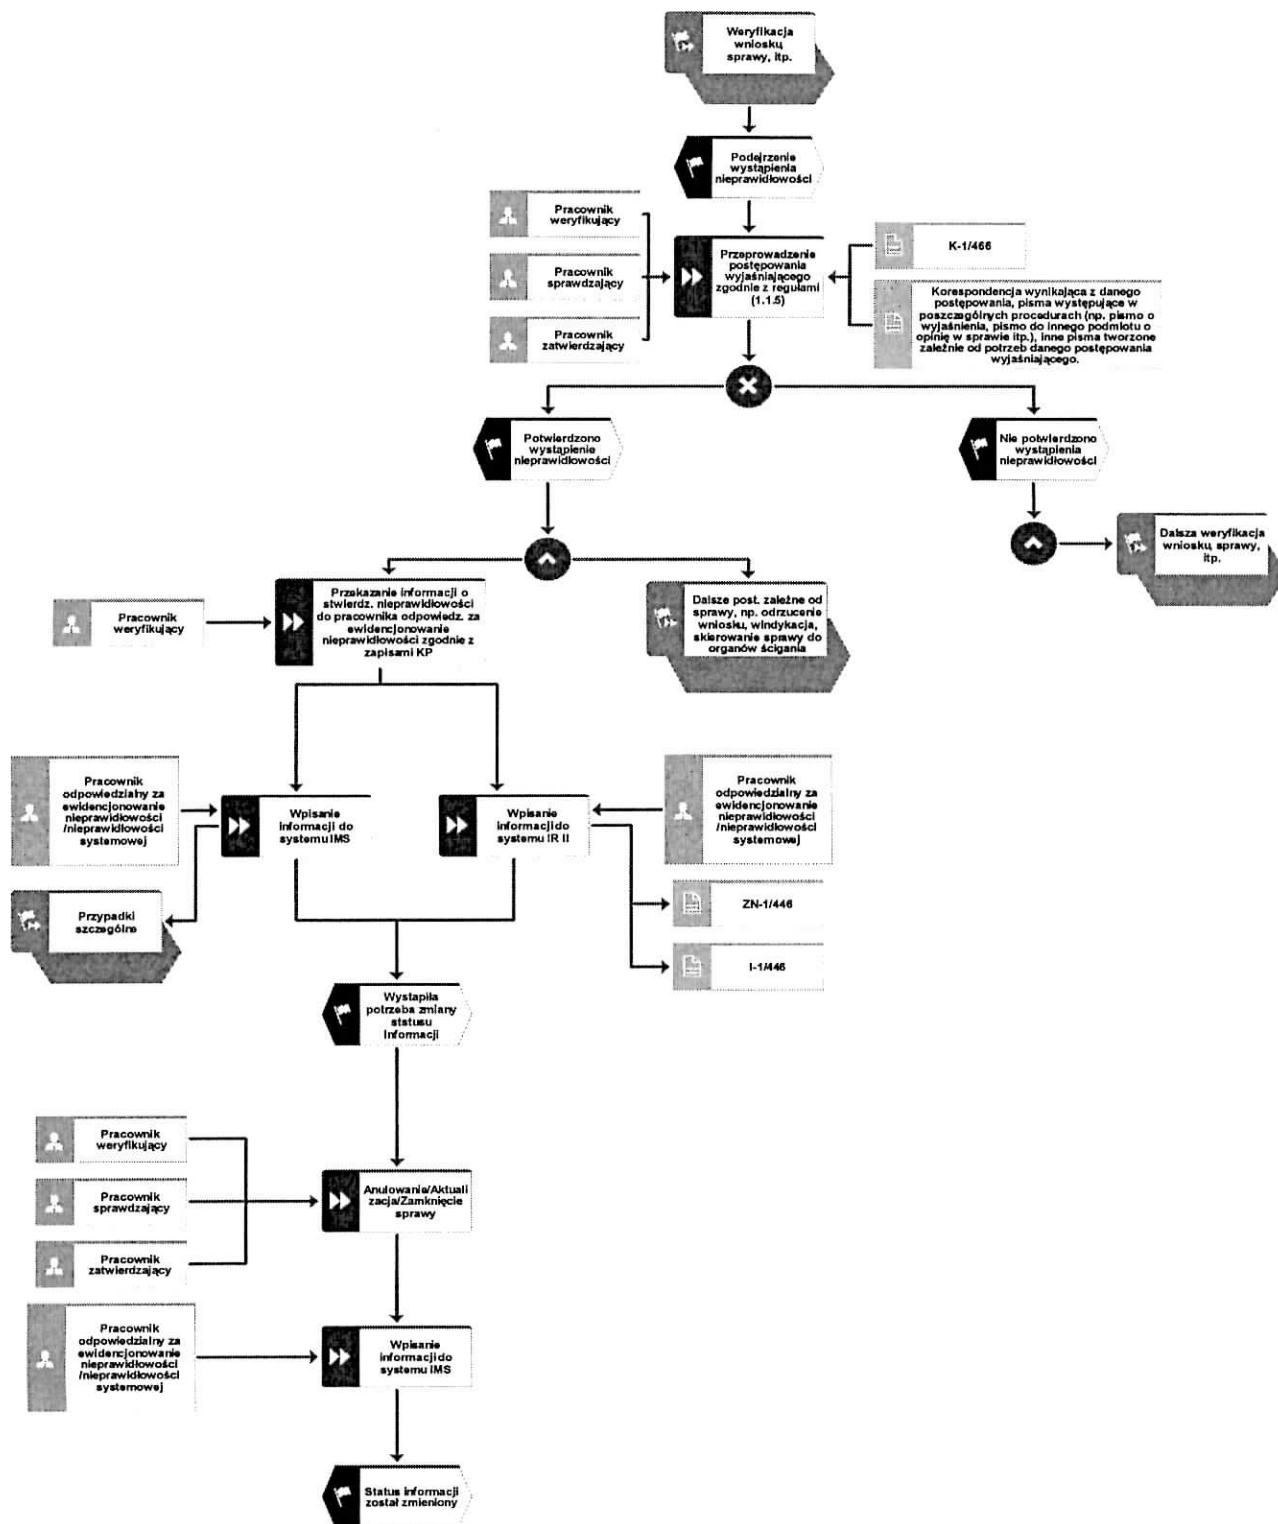 Weryfikacja
wniosku,
sprawy, itp.
Podejrzenie
wystąpienia
nieprawidłowości
Pracownik
weryfikujący
Pracownik
sprawdzający
Pracownik
zatwierdzający
Przeprowadzenie
postępowania
wyjaśniającego
zgodnie z regułami
(1.1.5)
K-1/466
Korespondencja wynikająca z danego
postępowania, pisma występujące w
poszczególnych procedurach (np. pismo o
wyjaśnienia, pismo do innego podmiotu o
opinię w sprawie itp.), inne pisma tworzone
zależnie od potrzeb danego postępowania
wyjaśniającego.
Potwierdzono
wystąpienie
nieprawidłowości
Nie potwierdzono
wystąpienia
nieprawidłowości
Dalsza weryfikacja
wniosku, sprawy,
itp.
Pracownik
weryfikujący
Przekazanie informacji o
stwierdz. nieprawidłowości
do pracownika odpowiedz. za
ewidencjonowanie
nieprawidłowości zgodnie z
zapisami KP
Dalsze post. zależne od
sprawy, np. odrzucenie
wniosku, windykacja,
skierowanie sprawy do
organów ścigania
Pracownik
odpowiedzialny za
ewidencjonowanie
nieprawidłowości
/nieprawidłowości
systemowej
Wpisanie
informacji do
systemu IMS
Wpisanie
informacji do
systemu IR II
Pracownik
odpowiedzialny za
ewidencjonowanie
nieprawidłowości
/nieprawidłowości
systemowej
Przypadki
szczególne
ZN-1/446
I-1/446
Wystąpiła
potrzeba zmiany
statusu
Informacji
Pracownik
weryfikujący
Pracownik
sprawdzający
Pracownik
zatwierdzający
Anulowanie/Aktuali
zacja/Zamknięcie
sprawy
Pracownik
odpowiedzialny za
ewidencjonowanie
nieprawidłowości
/nieprawidłowości
systemowej
Wpisanie
informacji do
systemu IMS
Status informacji
został zmieniony